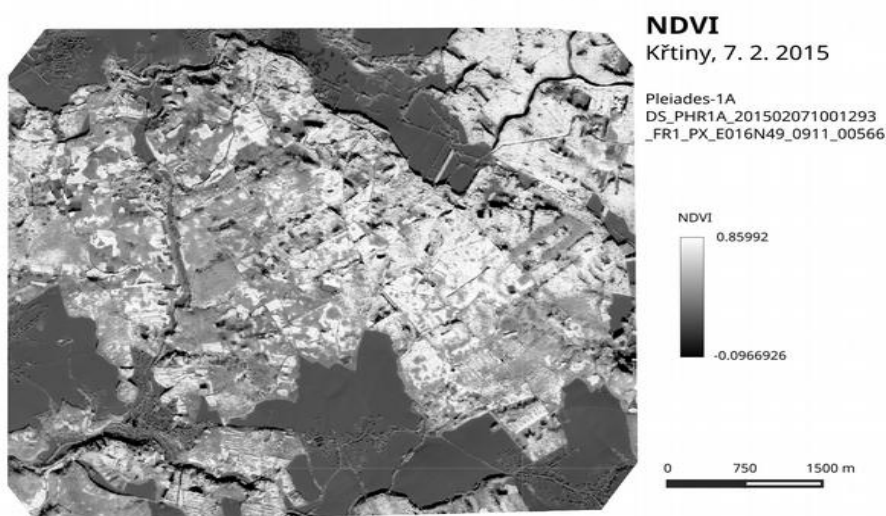 NDVI
Křtiny, 7. 2. 2015
Pleiades-1A
DS_PHR1A_201502071001293
_FR1_PX_E016N49_0911_00566
NDVI
0.85992
-0.0966926
0 750 1500 m